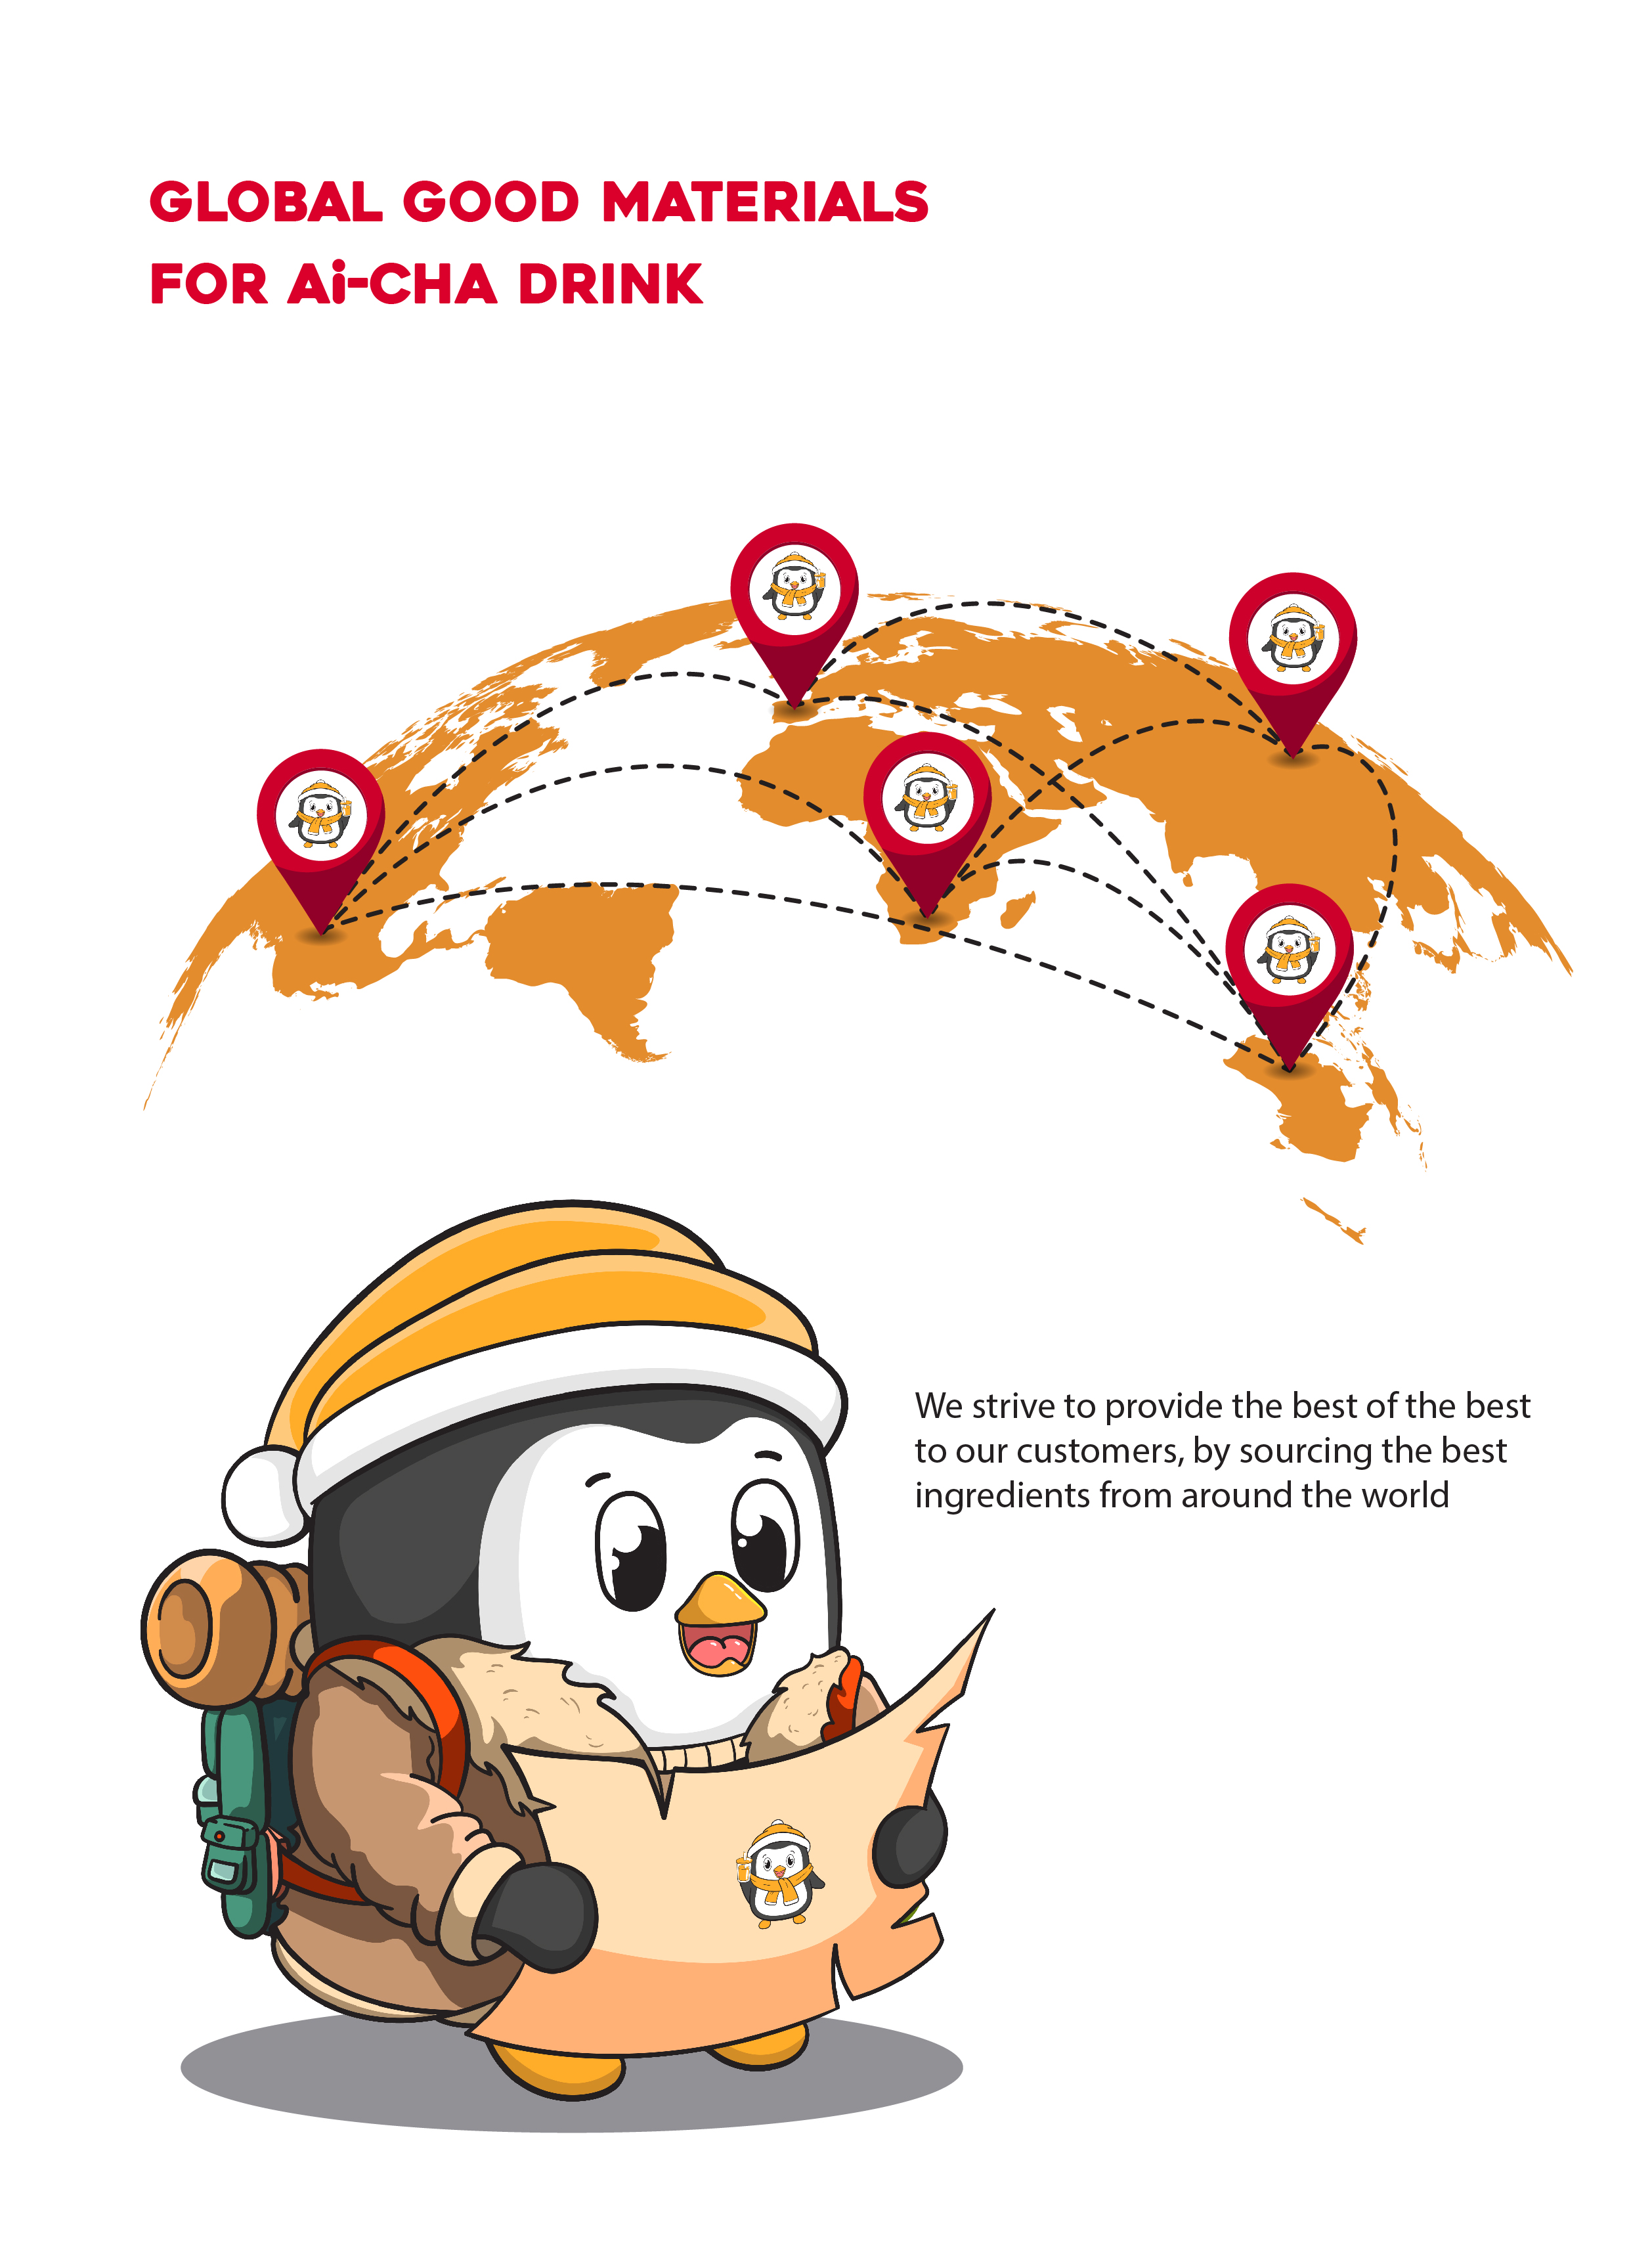 GLOBAL GOOD MATERIALS
FOR Ai-CHA DRINK
We strive to provide the best of the best
to our customers, by sourcing the best
ingredients from around the world